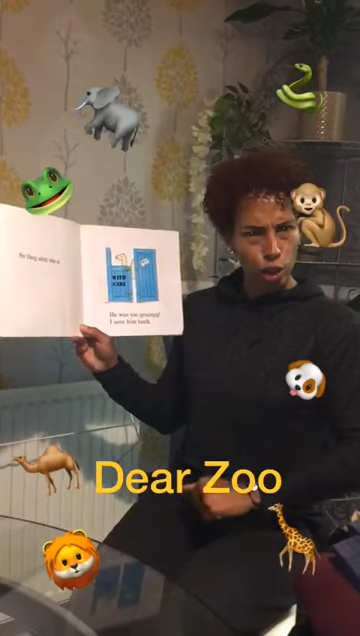 So they sent me a
WITH
CARE
He was too grumpy!
I sent him back.
Dear Zoo